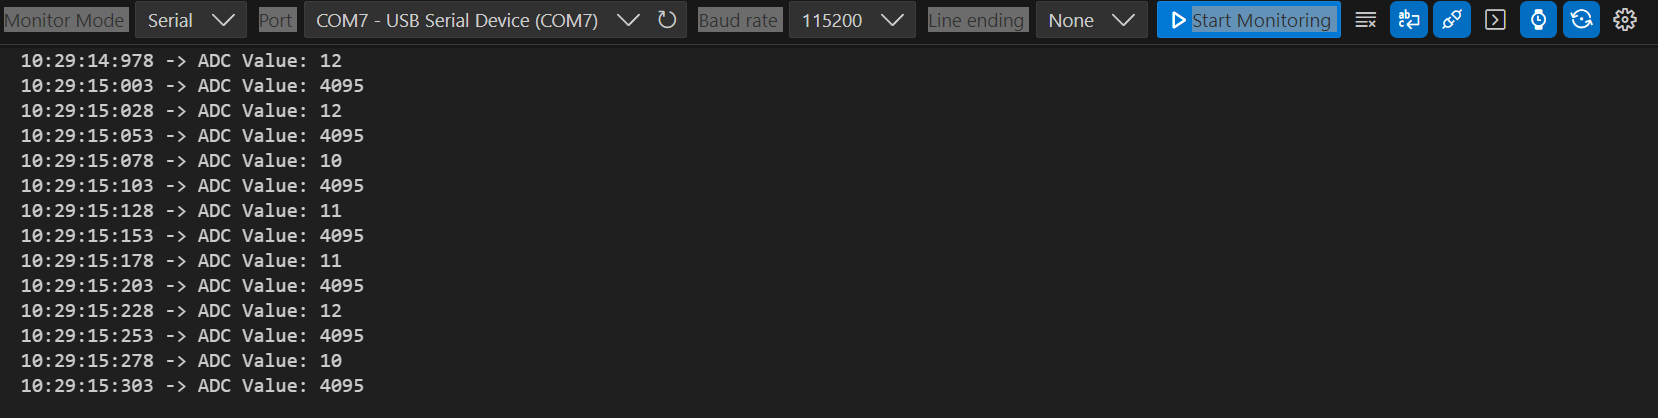 Monitor Mode Serial Port COM7 - USB Serial Device (COM7) Baud rate 115200 Line ending None Start Monitoring
10:29:14:978 -> ADC Value: 12
10:29:15:003 -> ADC Value: 4095
10:29:15:028 -> ADC Value: 12
10:29:15:053 -> ADC Value: 4095
10:29:15:078 -> ADC Value: 10
10:29:15:103 -> ADC Value: 4095
10:29:15:128 -> ADC Value: 11
10:29:15:153 -> ADC Value: 4095
10:29:15:178 -> ADC Value: 11
10:29:15:203 -> ADC Value: 4095
10:29:15:228 -> ADC Value: 12
10:29:15:253 -> ADC Value: 4095
10:29:15:278 -> ADC Value: 10
10:29:15:303 -> ADC Value: 4095